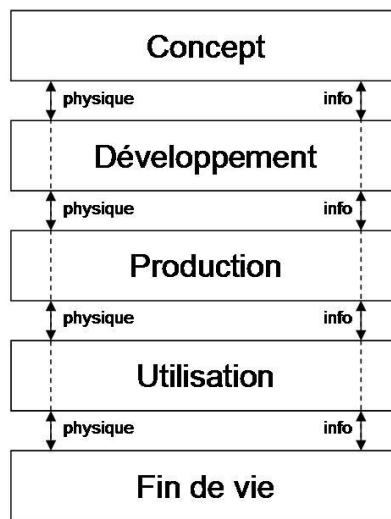 Concept
physique info
Développement
physique info
Production
physique info
Utilisation
physique info
Fin de vie